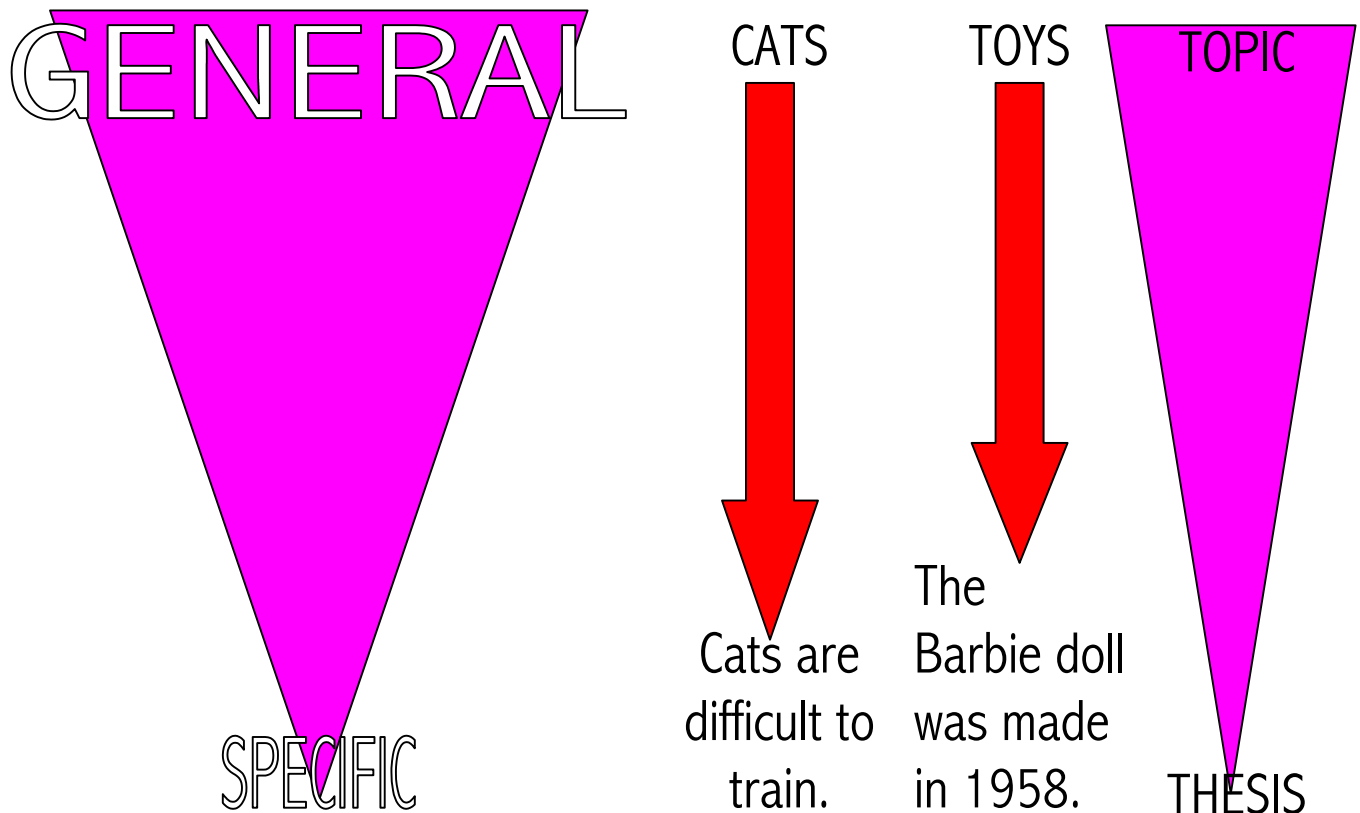 GENERAL
SPECIFIC
CATS
Cats are
difficult to
train.
TOYS
The
Barbie doll
was made
in 1958.
TOPIC
THESIS